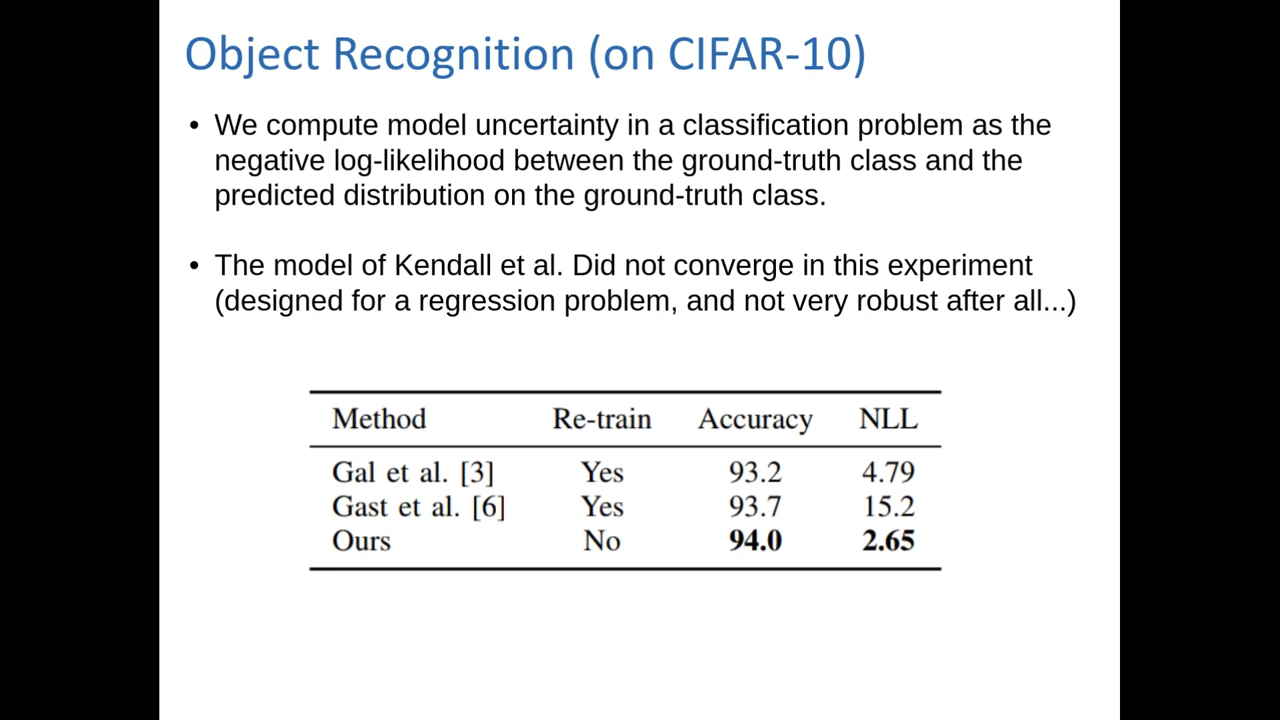 Object Recognition (on CIFAR-10)
• We compute model uncertainty in a classification problem as the
negative log-likelihood between the ground-truth class and the
predicted distribution on the ground-truth class.
• The model of Kendall et al. Did not converge in this experiment
(designed for a regression problem, and not very robust after all...)
Method Re-train Accuracy NLL
Gal et al. [3] Yes 93.2 4.79
Gast et al. [6] Yes 93.7 15.2
Ours No 94.0 2.65